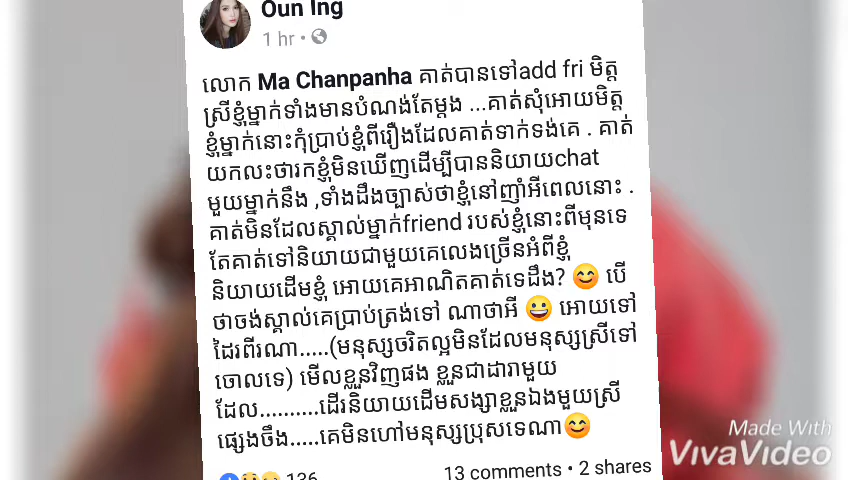 Oun Ing
1 hr
លោក Ma Chanpanha គាត់បានទៅadd fri មិត្ត
ស្រីខ្ញុំម្នាក់ទាំងមានបំណង់តែម្តង ...គាត់សុំអោយមិត្ត
ខ្ញុំម្នាក់នោះកុំប្រាប់ខ្ញុំពីរឿងដែលគាត់ទាក់ទង់គេ . គាត់
យកលះថារកខ្ញុំមិនឃើញដើម្បីបាននិយាយchat
មួយម្នាក់នឹង ,ទាំងដឹងច្បាស់ថាខ្ញុំនៅញ៉ាំអីពេលនោះ .
គាត់មិនដែលស្គាល់ម្នាក់friend របស់ខ្ញុំនោះពីមុនទេ
តែគាត់ទៅនិយាយជាមួយគេលេងច្រើនអំពីខ្ញុំ
និយាយដើមខ្ញុំ អោយគេអាណិតគាត់ទេដឹង? 😊 បើ
ថាចង់ស្គាល់គេប្រាប់ត្រង់ទៅ ណាថាអី 😀 អោយទៅ
ដៃរពីរណា.....(មនុស្សចរិតល្អមិនដែលមនុស្សស្រីទៅ
ចោលទេ) មើលខ្លួនវិញផង ខ្លួនជាដារាមួយ
ដែល..........ដើរនិយាយដើមសង្សាខ្លួនឯងមួយស្រី
ផ្សេងចឹង.....គេមិនហៅមនុស្សប្រុសទេណា😊
136
13 comments • 2 shares
Made With
VivaVideo